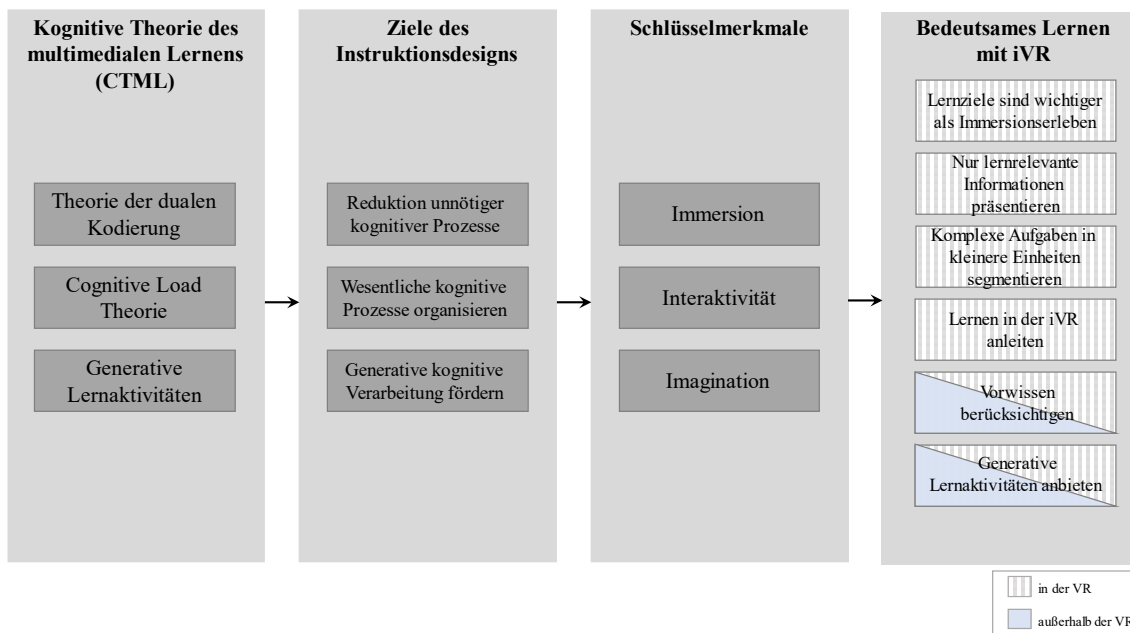 Kognitive Theorie des
multimedialen Lernens
(CTML)
Theorie der dualen
Kodierung
Cognitive Load
Theorie
Generative
Lernaktivitäten
Ziele des
Instruktionsdesigns
Reduktion unnötiger
kognitiver Prozesse
Wesentliche kognitive
Prozesse organisieren
Generative kognitive
Verarbeitung fördern
Schlüsselmerkmale
Immersion
Interaktivität
Imagination
Bedeutsames Lernen
mit iVR
Lernziele sind wichtiger
als Immersionserleben
Nur lernrelevante
Informationen
präsentieren
Komplexe Aufgaben in
kleinere Einheiten
segmentieren
Lernen in der iVR
anleiten
Vorwissen
berücksichtigen
Generative
Lernaktivitäten anbieten
in der VR
außerhalb der VR